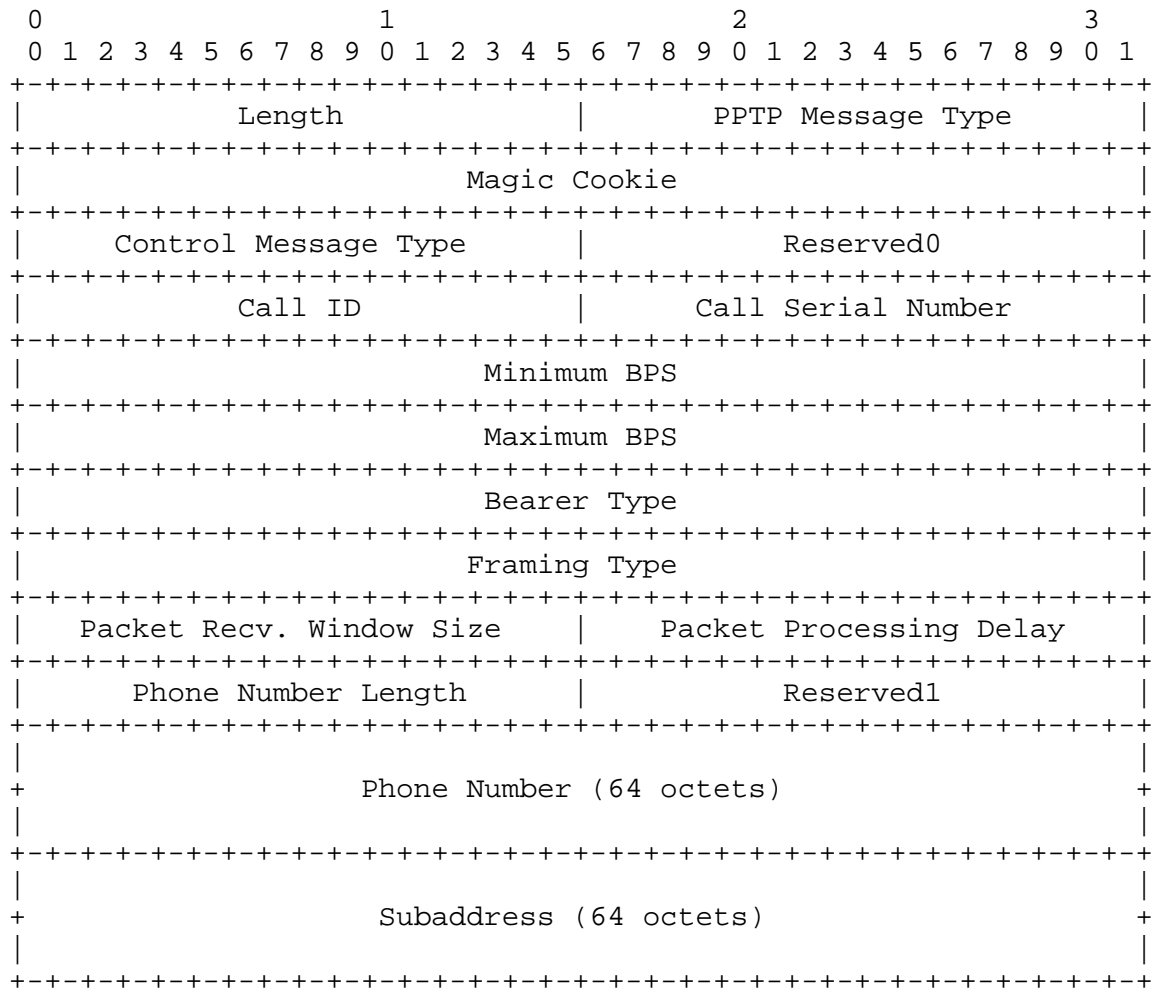 0                   1                   2                   3
 0 1 2 3 4 5 6 7 8 9 0 1 2 3 4 5 6 7 8 9 0 1 2 3 4 5 6 7 8 9 0 1
+-+-+-+-+-+-+-+-+-+-+-+-+-+-+-+-+-+-+-+-+-+-+-+-+-+-+-+-+-+-+-+-+
|            Length             |       PPTP Message Type       |
+-+-+-+-+-+-+-+-+-+-+-+-+-+-+-+-+-+-+-+-+-+-+-+-+-+-+-+-+-+-+-+-+
|                         Magic Cookie                          |
+-+-+-+-+-+-+-+-+-+-+-+-+-+-+-+-+-+-+-+-+-+-+-+-+-+-+-+-+-+-+-+-+
|     Control Message Type      |           Reserved0           |
+-+-+-+-+-+-+-+-+-+-+-+-+-+-+-+-+-+-+-+-+-+-+-+-+-+-+-+-+-+-+-+-+
|            Call ID            |      Call Serial Number       |
+-+-+-+-+-+-+-+-+-+-+-+-+-+-+-+-+-+-+-+-+-+-+-+-+-+-+-+-+-+-+-+-+
|                          Minimum BPS                          |
+-+-+-+-+-+-+-+-+-+-+-+-+-+-+-+-+-+-+-+-+-+-+-+-+-+-+-+-+-+-+-+-+
|                          Maximum BPS                          |
+-+-+-+-+-+-+-+-+-+-+-+-+-+-+-+-+-+-+-+-+-+-+-+-+-+-+-+-+-+-+-+-+
|                          Bearer Type                          |
+-+-+-+-+-+-+-+-+-+-+-+-+-+-+-+-+-+-+-+-+-+-+-+-+-+-+-+-+-+-+-+-+
|                         Framing Type                          |
+-+-+-+-+-+-+-+-+-+-+-+-+-+-+-+-+-+-+-+-+-+-+-+-+-+-+-+-+-+-+-+-+
|   Packet Recv. Window Size    |    Packet Processing Delay    |
+-+-+-+-+-+-+-+-+-+-+-+-+-+-+-+-+-+-+-+-+-+-+-+-+-+-+-+-+-+-+-+-+
|      Phone Number Length      |           Reserved1           |
+-+-+-+-+-+-+-+-+-+-+-+-+-+-+-+-+-+-+-+-+-+-+-+-+-+-+-+-+-+-+-+-+
|                                                               |
+                   Phone Number (64 octets)                    +
|                                                               |
+-+-+-+-+-+-+-+-+-+-+-+-+-+-+-+-+-+-+-+-+-+-+-+-+-+-+-+-+-+-+-+-+
|                                                               |
+                    Subaddress (64 octets)                     +
|                                                               |
+-+-+-+-+-+-+-+-+-+-+-+-+-+-+-+-+-+-+-+-+-+-+-+-+-+-+-+-+-+-+-+-+